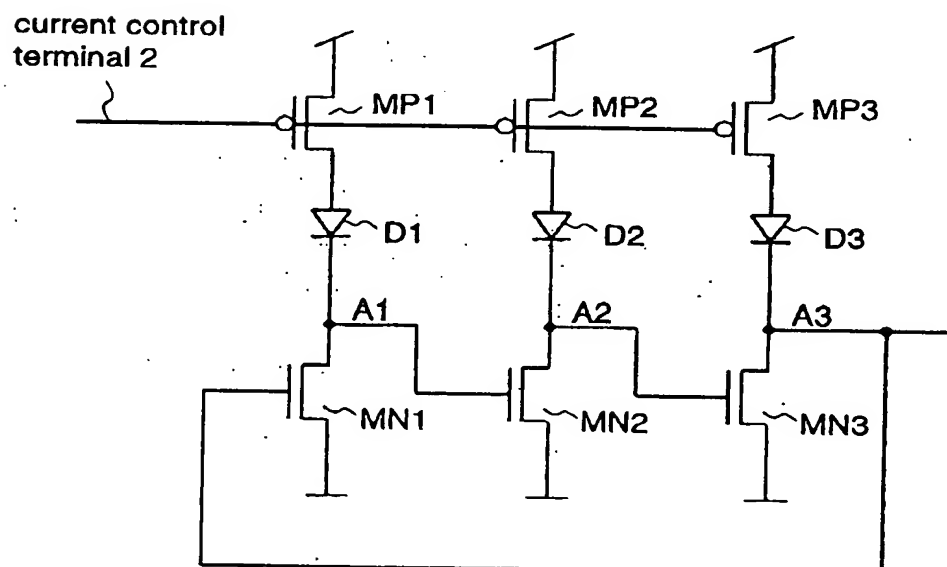 current control
terminal 2
MP1
MP2
MP3
D1
D2
D3
A1
A2
A3
MN1
MN2
MN3